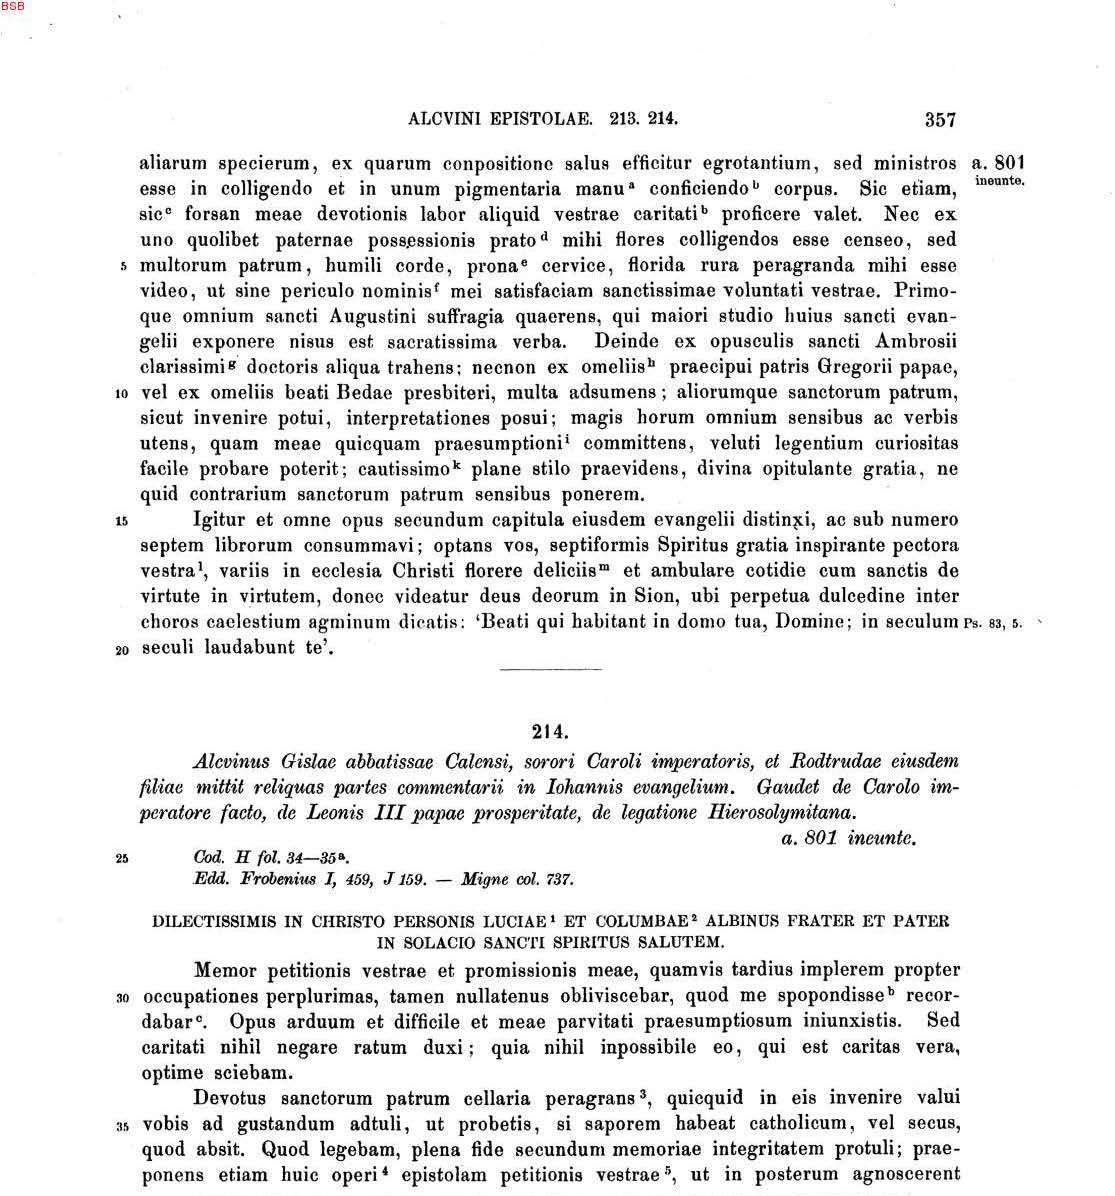 BSB
ALCVINI EPISTOLAE. 213. 214. 357
aliarum specierum, ex quarum conpositione salus efficitur egrotantium, sed ministros a. 801
esse in colligendo et in unum pigmentaria manu a conficiendo b corpus. Sic etiam, ineunte.
sic c forsan meae devotionis labor aliquid vestrae caritati b proficere valet. Nec ex
uno quolibet paternae possessionis prato d mihi flores colligendos esse censeo, sed
5 multorum patrum, humili corde, prona e cervice, florida rura peragranda mihi esse
video, ut sine periculo nominis f mei satisfaciam sanctissimae voluntati vestrae. Primo-
que omnium sancti Augustini suffragia quaerens, qui maiori studio huius sancti evan-
gelii exponere nisus est sacratissima verba. Deinde ex opusculis sancti Ambrosii
clarissimi g doctoris aliqua trahens; necnon ex omeliis h praecipui patris Gregorii papae,
10 vel ex omeliis beati Bedae presbiteri, multa adsumens; aliorumque sanctorum patrum,
sicut invenire potui, interpretationes posui; magis horum omnium sensibus ac verbis
utens, quam meae quicquam praesumptioni i committens, veluti legentium curiositas
facile probare poterit; cautissimo k plane stilo praevidens, divina opitulante gratia, ne
quid contrarium sanctorum patrum sensibus ponerem.
15 Igitur et omne opus secundum capitula eiusdem evangelii distinxi, ac sub numero
septem librorum consummavi; optans vos, septiformis Spiritus gratia inspirante pectora
vestra l, variis in ecclesia Christi florere deliciis m et ambulare cotidie cum sanctis de
virtute in virtutem, donec videatur deus deorum in Sion, ubi perpetua dulcedine inter
choros caelestium agminum dicatis: ‘Beati qui habitant in domo tua, Domine; in seculum Ps. 83, 5.
20 seculi laudabunt te’.
214.
Alcvinus Gislae abbatissae Calensi, sorori Caroli imperatoris, et Rodtrudae eiusdem
filiae mittit reliquas partes commentarii in Iohannis evangelium. Gaudet de Carolo im-
peratore facto, de Leonis III papae prosperitate, de legatione Hierosolymitana.
a. 801 ineunte.
25 Cod. H fol. 34—35 a.
Edd. Frobenius I, 459, J 159. — Migne col. 737.
DILECTISSIMIS IN CHRISTO PERSONIS LUCIAE 1 ET COLUMBAE 2 ALBINUS FRATER ET PATER
IN SOLACIO SANCTI SPIRITUS SALUTEM.
Memor petitionis vestrae et promissionis meae, quamvis tardius implerem propter
30 occupationes perplurimas, tamen nullatenus obliviscebar, quod me spopondisse b recor-
dabar c. Opus arduum et difficile et meae parvitati praesumptiosum iniunxistis. Sed
caritati nihil negare ratum duxi; quia nihil inpossibile eo, qui est caritas vera,
optime sciebam.
Devotus sanctorum patrum cellaria peragrans 3, quicquid in eis invenire valui
35 vobis ad gustandum adtuli, ut probetis, si saporem habeat catholicum, vel secus,
quod absit. Quod legebam, plena fide secundum memoriae integritatem protuli; prae-
ponens etiam huic operi 4 epistolam petitionis vestrae 5, ut in posterum agnoscerent